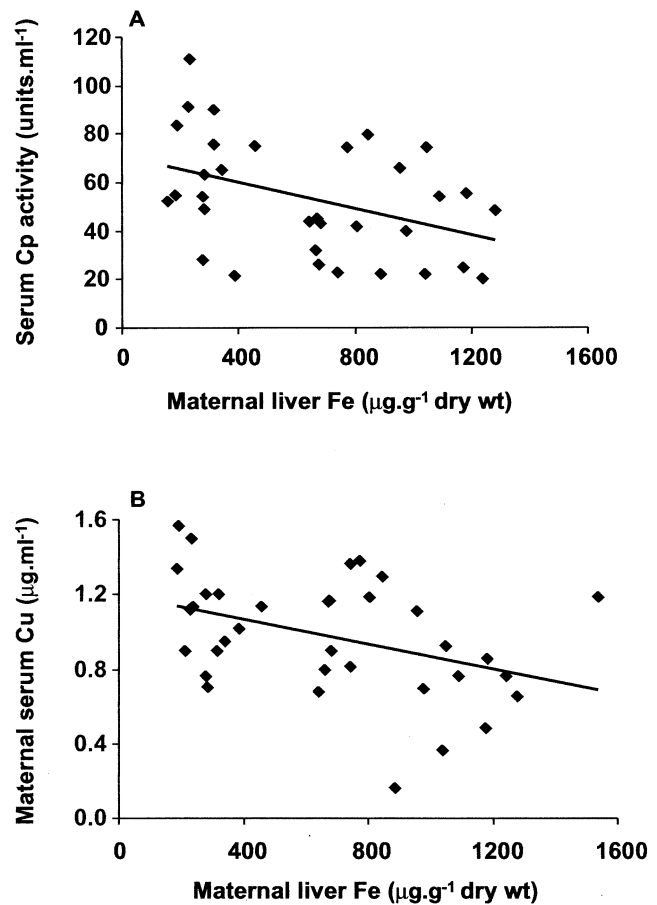 A
Serum Cp activity (units.ml-1)
120
100
80
60
40
20
0
0 400 800 1200 1600
Maternal liver Fe (μg.g-1 dry wt)
B
Maternal serum Cu (μg.ml-1)
1.6
1.2
0.8
0.4
0.0
0 400 800 1200 1600
Maternal liver Fe (μg.g-1 dry wt)